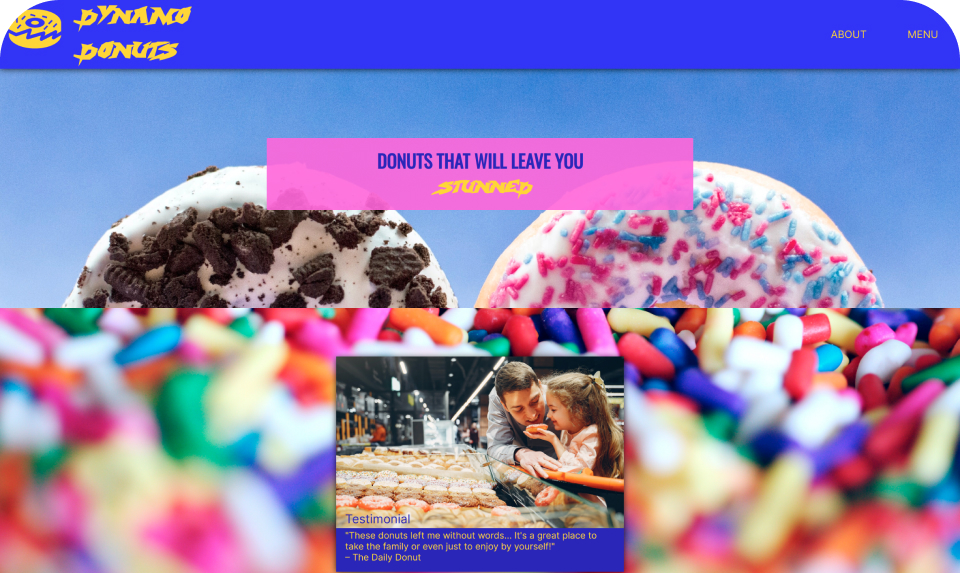 DYNAMO
DONUTS
ABOUT
MENU
DONUTS THAT WILL LEAVE YOU
STUNNED
Testimonial
"These donuts left me without words... It's a great place to
take the family or even just to enjoy by yourself!"
– The Daily Donut